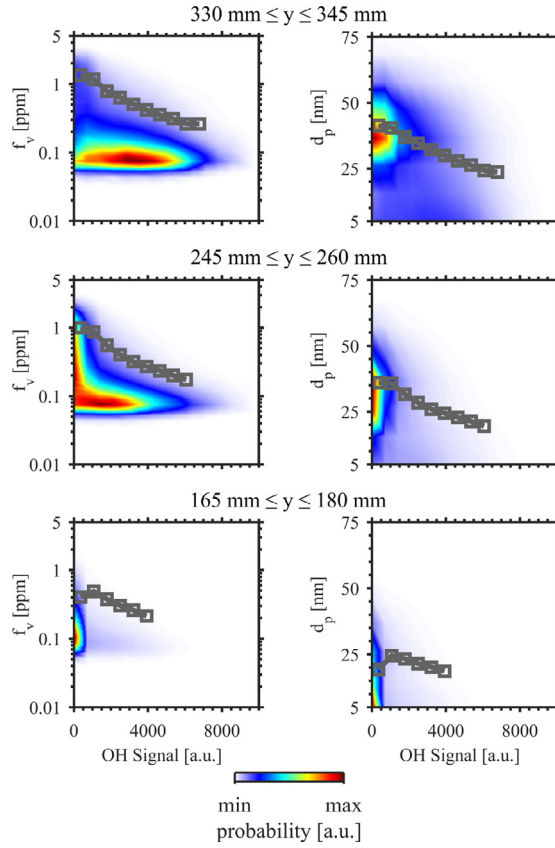 330 mm ≤ y ≤ 345 mm
5
1
0.1
0.01
f_v [ppm]
75
50
25
5
d_p [nm]
245 mm ≤ y ≤ 260 mm
5
1
0.1
0.01
f_v [ppm]
75
50
25
5
d_p [nm]
165 mm ≤ y ≤ 180 mm
5
1
0.1
0.01
f_v [ppm]
0 4000 8000
OH Signal [a.u.]
75
50
25
5
d_p [nm]
0 4000 8000
OH Signal [a.u.]
min max
probability [a.u.]